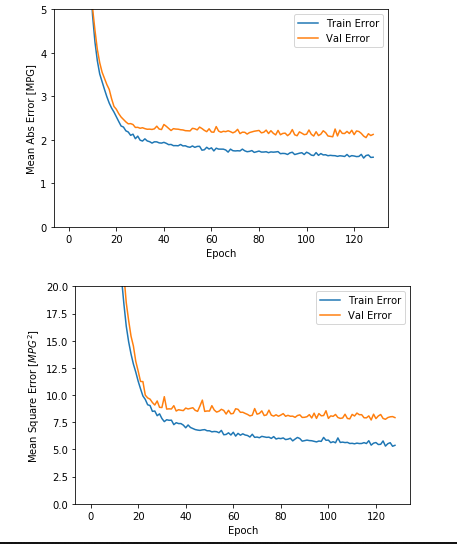 5
4
3
2
1
0
Mean Abs Error [MPG]
Train Error
Val Error
0 20 40 60 80 100 120
Epoch
20.0
17.5
15.0
12.5
10.0
7.5
5.0
2.5
0.0
Mean Square Error [$MPG^2$]
Train Error
Val Error
0 20 40 60 80 100 120
Epoch